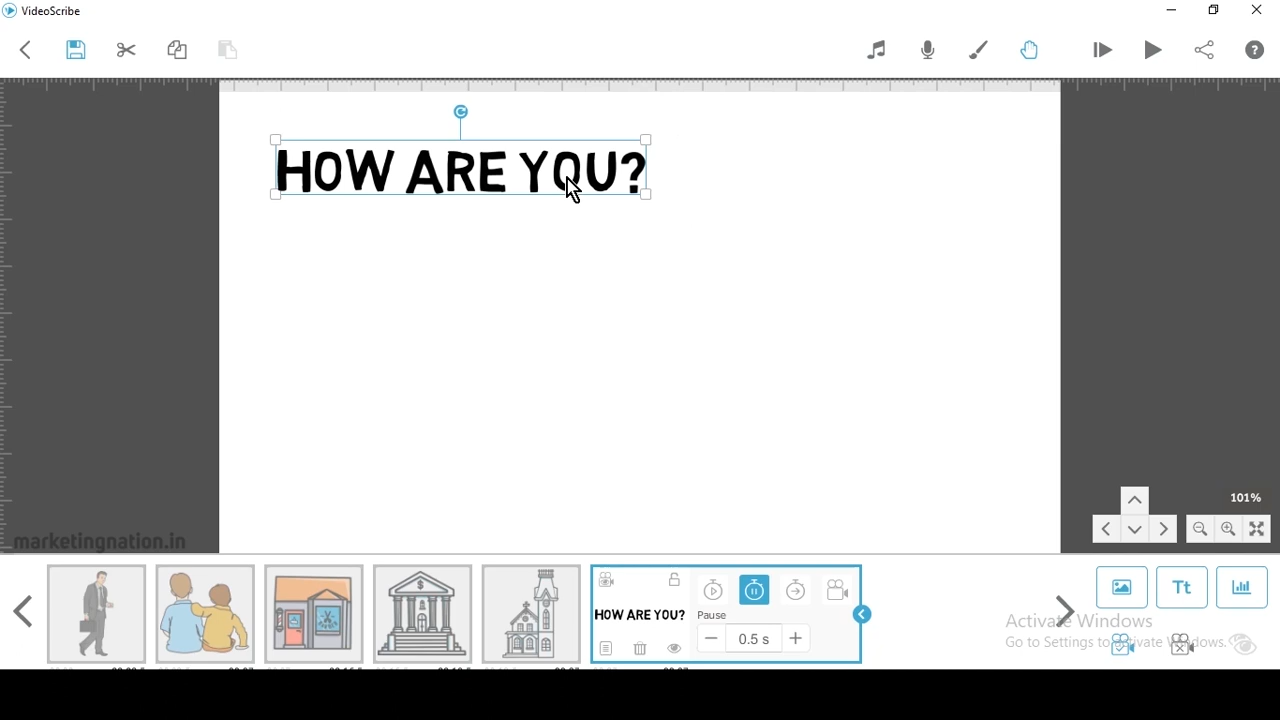 VideoScribe
HOW ARE YOU?
101%
marketingnation.in
HOW ARE YOU?
Pause
0.5 s
Tt
Activate Windows
Go to Settings to activate Windows.